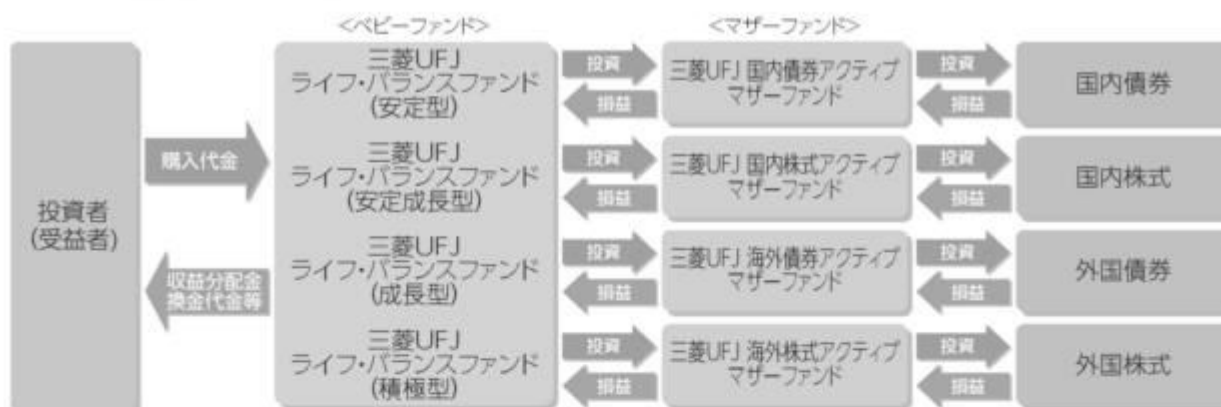 <ベビーファンド>
<マザーファンド>
投資者
(受益者)
購入代金
収益分配金
換金代金等
三菱UFJ
ライフ・バランスファンド
(安定型)
三菱UFJ
ライフ・バランスファンド
(安定成長型)
三菱UFJ
ライフ・バランスファンド
(成長型)
三菱UFJ
ライフ・バランスファンド
(積極型)
投資
損益
投資
損益
投資
損益
投資
損益
三菱UFJ 国内債券アクティブ
マザーファンド
三菱UFJ 国内株式アクティブ
マザーファンド
三菱UFJ 海外債券アクティブ
マザーファンド
三菱UFJ 海外株式アクティブ
マザーファンド
投資
損益
投資
損益
投資
損益
投資
損益
国内債券
国内株式
外国債券
外国株式